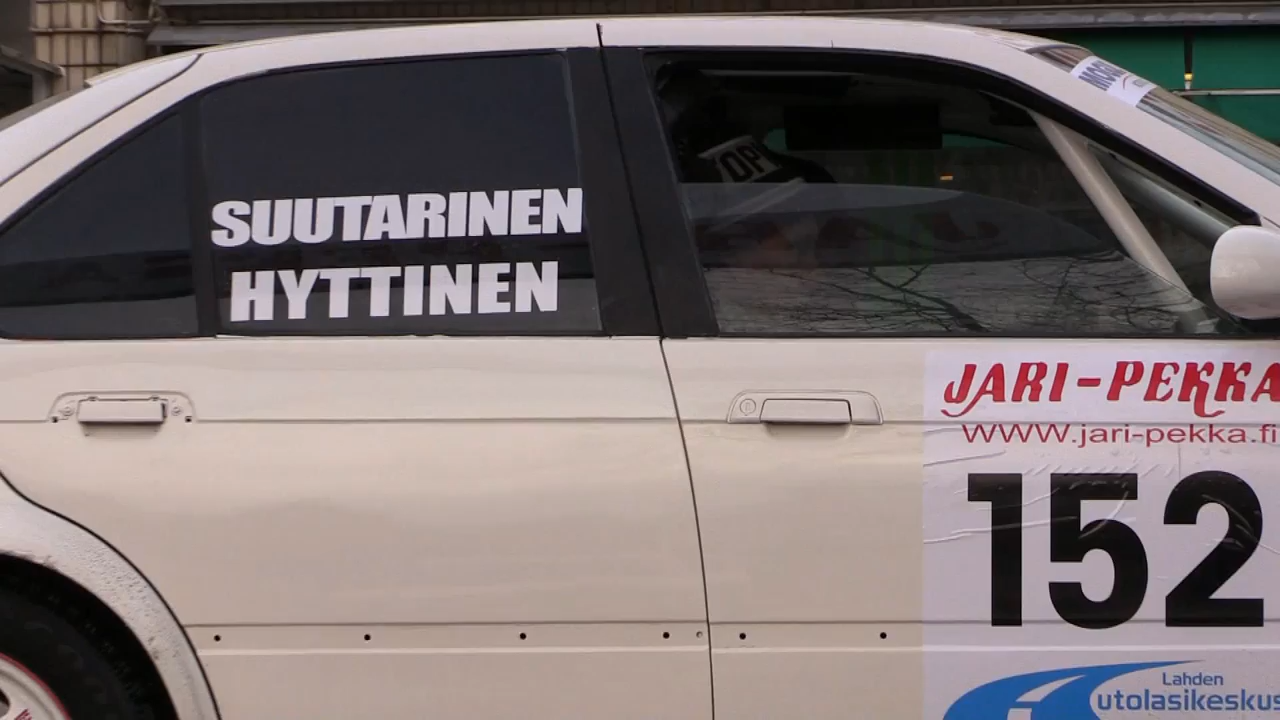 SUUTARINEN
HYTTINEN
JARI-PEKKA
www.jari-pekka.fi
152
Lahden
utolasikeskus